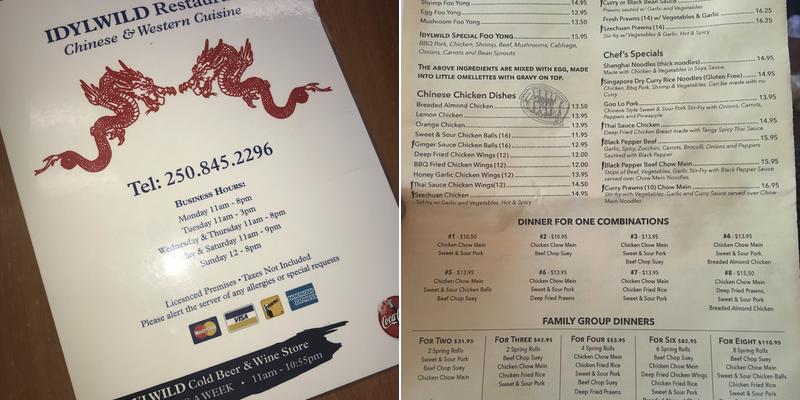 IDYLWILD
Chinese & Western Cuisine
Tel: 250.845.2296
Business Hours:
Monday 11am - 8pm
Tuesday 11am - 3pm
Wednesday & Thursday 11am - 8pm
& Saturday 11am - 9pm
Sunday 12 - 8pm
Licenced Premises • Taxes Not Included
Please alert the server of any allergies or special requests
MasterCard
VISA
AMERICAN EXPRESS
IDYLWILD Cold Beer & Wine Store
A WEEK • 11am - 10:55pm
Shrimp Foo Yong 14.95
Egg Foo Yong 12.95
Mushroom Foo Yong 13.50
Idylwild Special Foo Yong 15.95
BBQ Pork, Chicken, Shrimp, Beef, Mushrooms, Cabbage,
Onions, Carrots and Bean Sprouts
THE ABOVE INGREDIENTS ARE MIXED WITH EGG, MADE
INTO LITTLE OMELLETTES WITH GRAVY ON TOP.
Chinese Chicken Dishes
Breaded Almond Chicken 13.50
Lemon Chicken 13.95
Orange Chicken 13.95
Sweet & Sour Chicken Balls (16) 11.95
Ginger Sauce Chicken Balls (16) 12.95
Deep Fried Chicken Wings (12) 12.00
BBQ Fried Chicken Wings (12) 12.00
Honey Garlic Chicken Wings (12) 13.95
Thai Sauce Chicken Wings(12) 14.50
Szechuan Chicken 14.95
Stif-fry w/ Garlic and Vegetables. Hot & Spicy
Curry or Black Bean Sauce
Prawns sauteed w/ Garlic and Vegetables
Fresh Prawns (14) w/ Vegetables & Garlic 16.25
Szechuan Prawns (14) 16.25
Stir-fry w/ Vegetables & Garlic: Hot & Spicy
Chef's Specials
Shanghai Noodles (thick noodles) 14.95
Made with Chicken & Vegetables in Soya Sauce.
Singapore Dry Curry Rice Noodles (Gluten Free) 14.95
Chicken, Bbq Pork, Shrimp & Vegetables. Can be made with no
Curry
Goo Lo Pork 13.95
Chinese Style Sweet & Sour Pork Stir-Fry with Onions, Carrots,
Peppers and Pineapple
Thai Sauce Chicken 14.95
Deep Fried Chicken Breast made with Tangy Spicy Thai Sauce
Black Pepper Beef 15.95
Garlic, Spicy, Zucchini, Carrots, Brocolli, Onions and Peppers
Sautéed with Black Pepper
Black Pepper Beef Chow Mein 15.95
Strips of Beef, Vegetables, Garlic Stir-Fry with Black Pepper Sauce
served over Chow Mein Noodles.
Curry Prawns (10) Chow Mein 16.95
Stir-fry with Vegetables, Garlic and Curry Sauce served over Chow
Mein Noodles
DINNER FOR ONE COMBINATIONS
#1 - $10.50
Chicken Chow Mein
Sweet & Sour Pork
#2 - $10.95
Chicken Chow Mein
Beef Chop Suey
#3 - $13.95
Chicken Chow Mein
Sweet & Sour Pork
Beef Chop Suey
#4 - $13.95
Chicken Chow Mein
Sweet & Sour Pork
Breaded Almond Chicken
#5 - $13.95
Chicken Chow Mein
Sweet & Sour Chicken Balls
Beef Chop Suey
#6 - $13.95
Chicken Chow Mein
Sweet & Sour Pork
Deep Fried Prawns
#7 - $13.95
Chicken Chow Mein
Chicken Fried Rice
Sweet & Sour Pork
#8 - $15.50
Chicken Chow Mein
Deep Fried Prawns,
Sweet & Sour Pork,
Breaded Almond Chicken
FAMILY GROUP DINNERS
For Two $31.95
2 Spring Rolls
Sweet & Sour Pork
Beef Chop Suey
Chicken Chow Mein
For Three $42.95
2 Spring Rolls
Beef Chop Suey
Chicken Chow Mein
Chicken Fried Rice
Sweet & Sour Pork
For Four $53.95
4 Spring Rolls
Chicken Chow Mein
Chicken Fried Rice
Sweet & Sour Pork
Beef Chop Suey
Deep Fried Prawns
For Six $82.95
6 Spring Rolls
Beef Chop Suey
Chicken Chow Mein
Deep Fried Chicken Wings
Chicken Fried Rice
Sweet & Sour Pork
For Eight $110.95
8 Spring Rolls
Chicken Chow Mein
Sweet & Sour Chicken Balls
Chicken Fried Rice
Beef Chop Suey
Sweet & Sour Pork